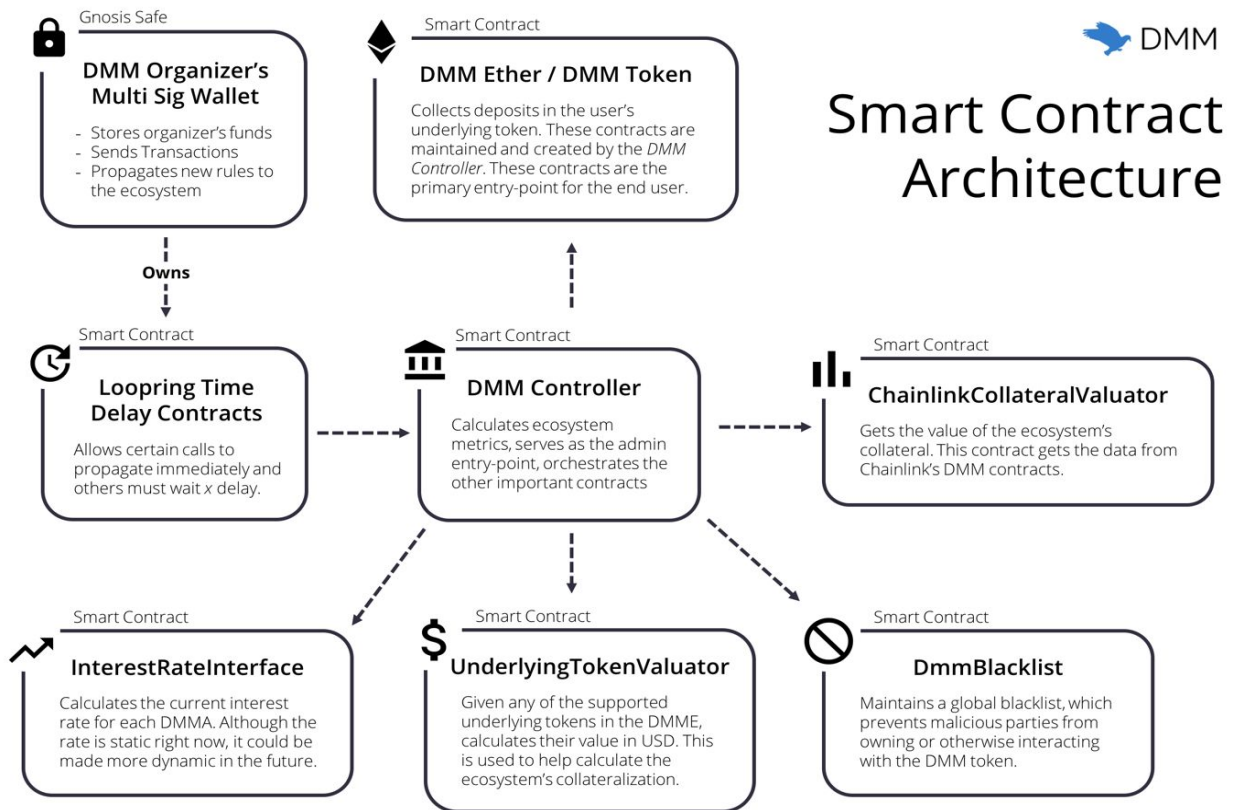 DMM
Smart Contract
Architecture
Gnosis Safe
DMM Organizer's
Multi Sig Wallet
- Stores organizer's funds
- Sends Transactions
- Propagates new rules to
the ecosystem
Smart Contract
DMM Ether / DMM Token
Collects deposits in the user's
underlying token. These contracts are
maintained and created by the DMM
Controller. These contracts are the
primary entry-point for the end user.
Owns
Smart Contract
Loopring Time
Delay Contracts
Allows certain calls to
propagate immediately and
others must wait x delay.
Smart Contract
DMM Controller
Calculates ecosystem
metrics, serves as the admin
entry-point, orchestrates the
other important contracts
Smart Contract
ChainlinkCollateralValuator
Gets the value of the ecosystem's
collateral. This contract gets the data from
Chainlink's DMM contracts.
Smart Contract
InterestRateInterface
Calculates the current interest
rate for each DMMA. Although the
rate is static right now, it could be
made more dynamic in the future.
Smart Contract
$
UnderlyingTokenValuator
Given any of the supported
underlying tokens in the DMME,
calculates their value in USD. This
is used to help calculate the
ecosystem's collateralization.
Smart Contract
DmmBlacklist
Maintains a global blacklist, which
prevents malicious parties from
owning or otherwise interacting
with the DMM token.